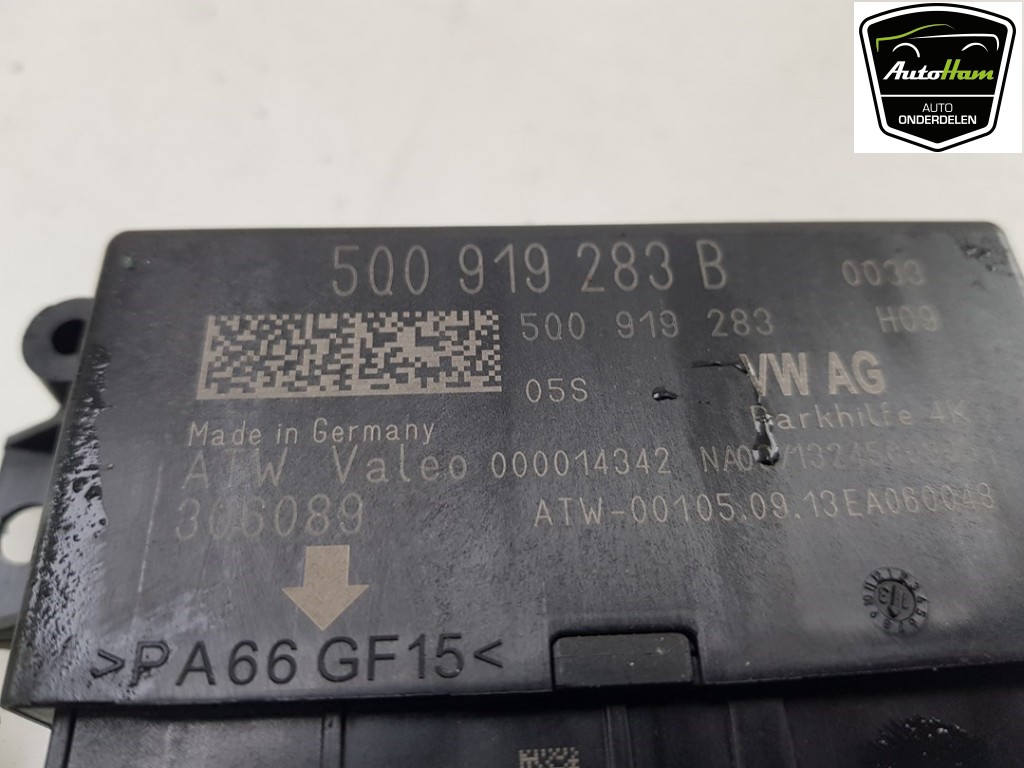 AutoHam
AUTO
ONDERDELEN
5Q0 919 283 B 0033
5Q0 919 283 H09
05S VW AG
Parkhilfe 4K
Made in Germany
ATW Valeo 000014342
306089 ATW-00105.09.13EA060043
>PA66 GF15<